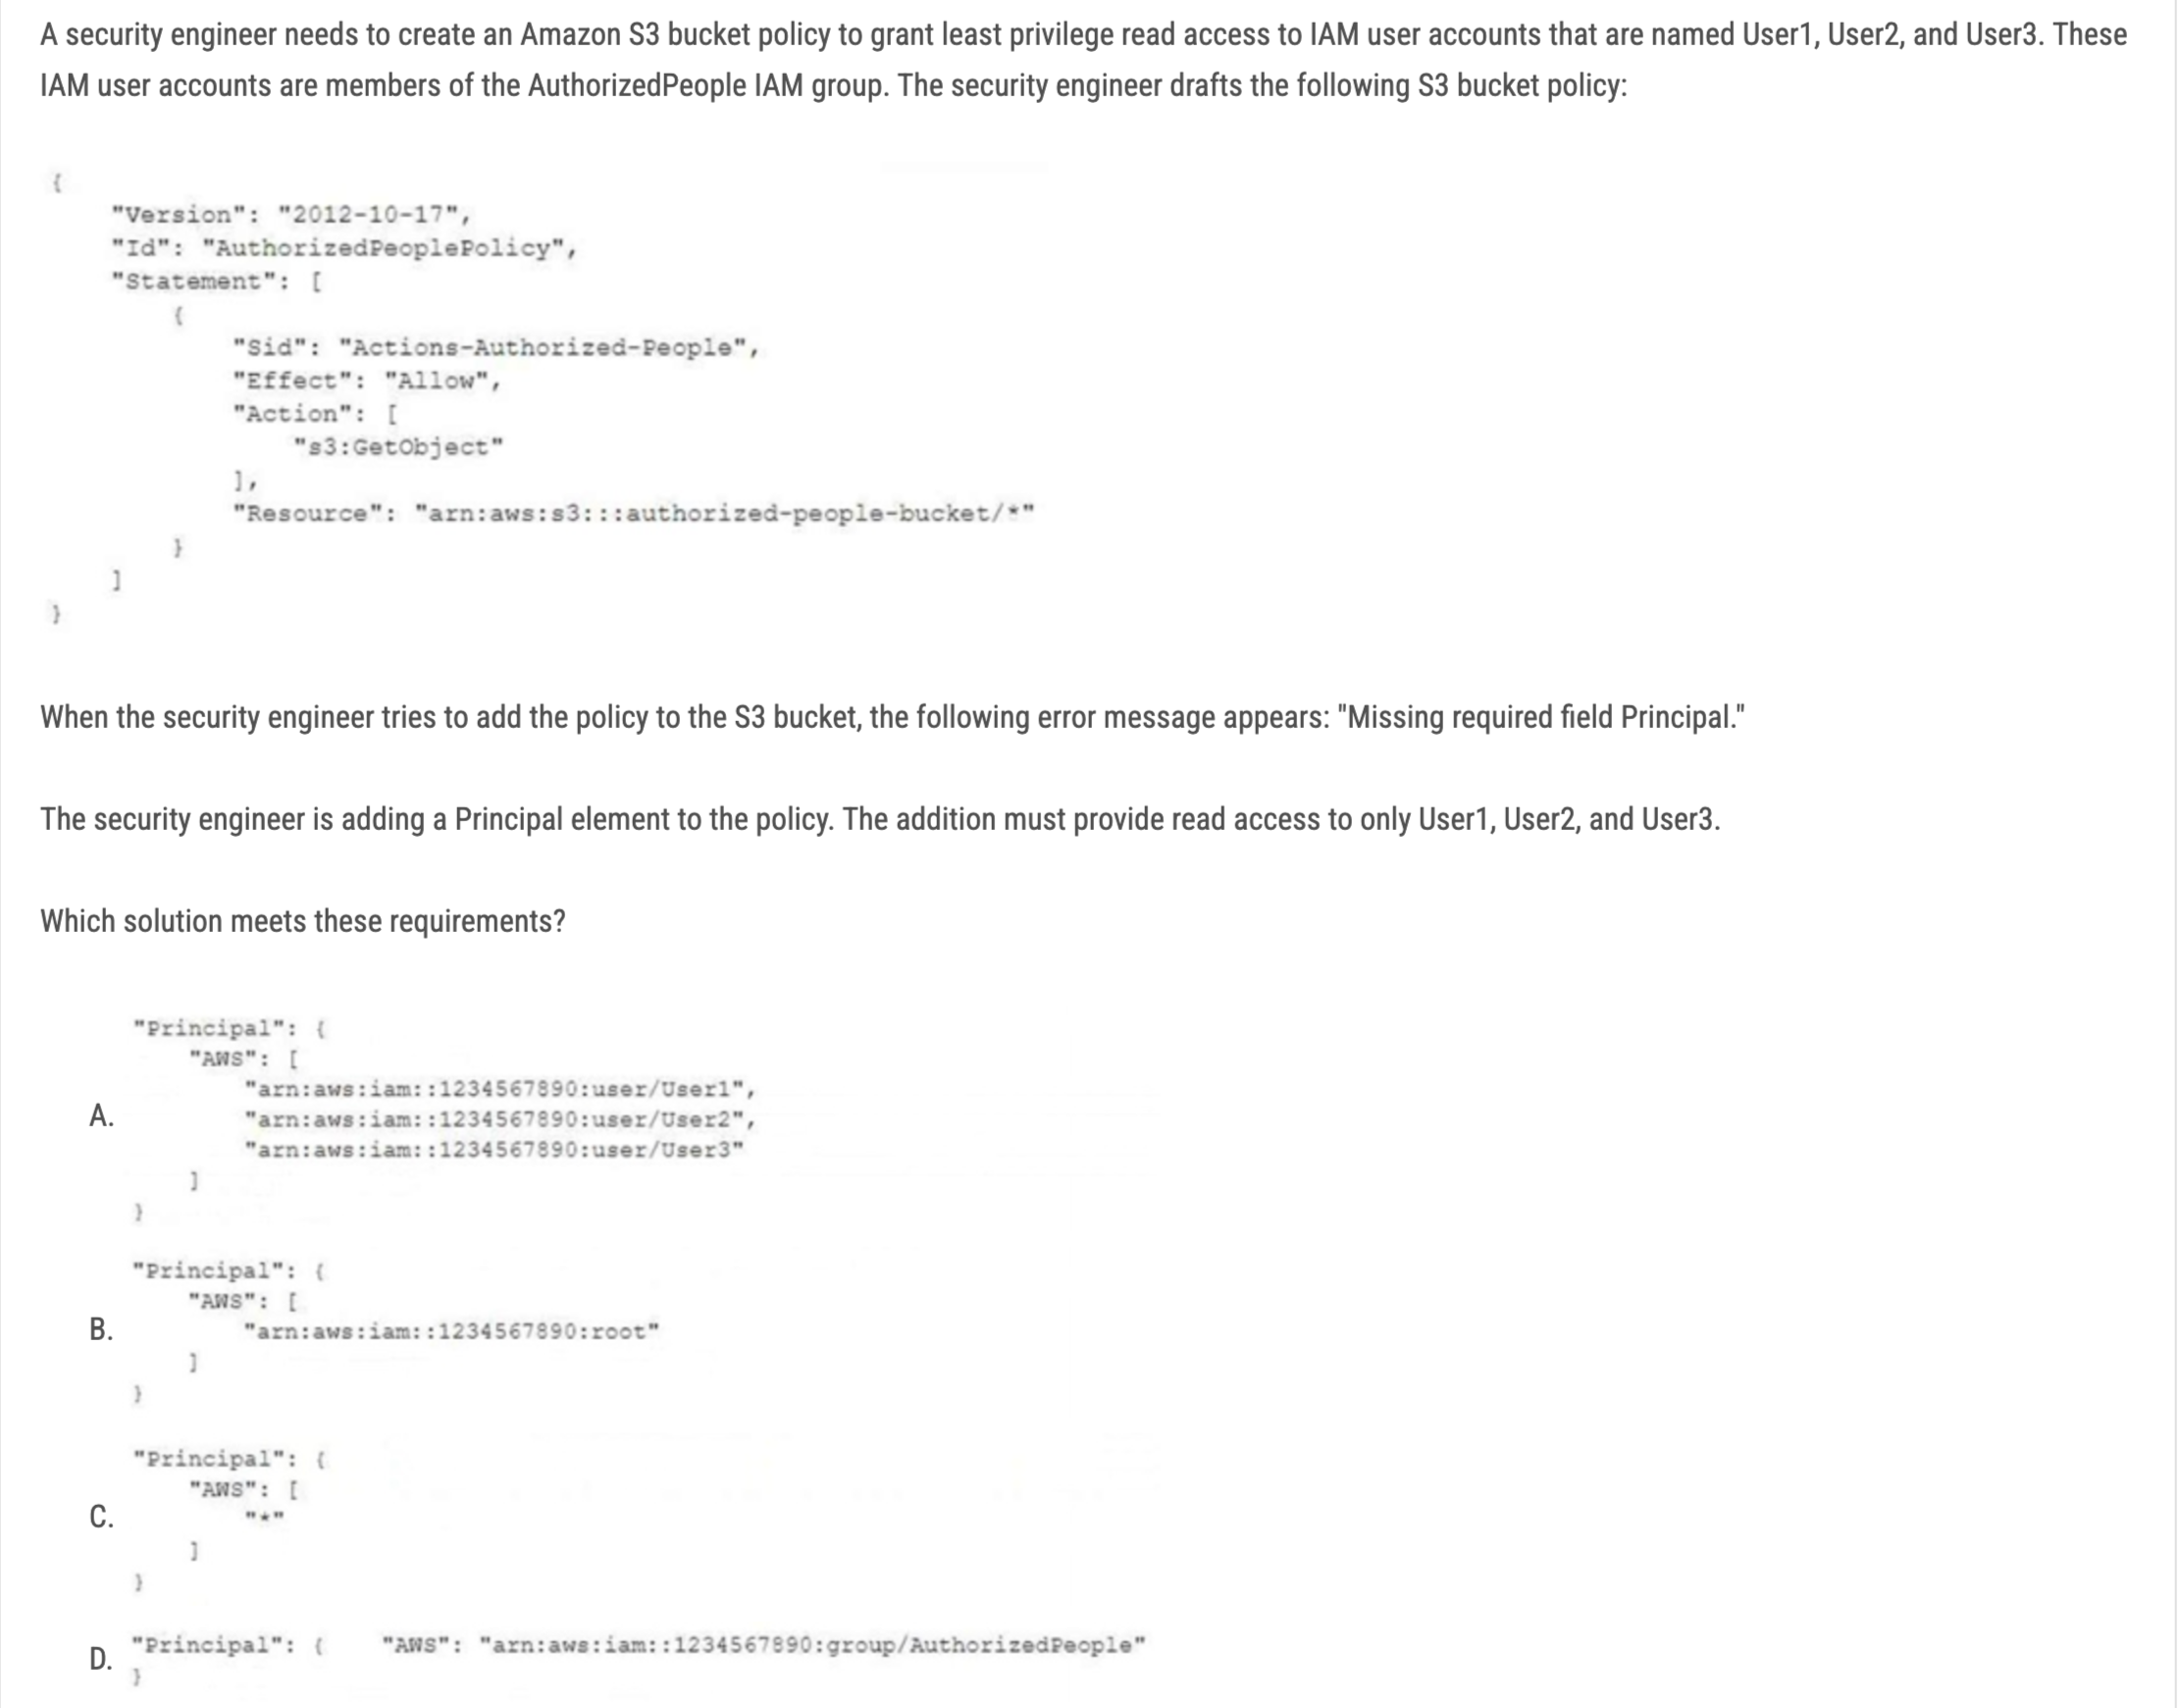 A security engineer needs to create an Amazon S3 bucket policy to grant least privilege read access to IAM user accounts that are named User1, User2, and User3. These
IAM user accounts are members of the AuthorizedPeople IAM group. The security engineer drafts the following S3 bucket policy:
{
"Version": "2012-10-17",
"Id": "AuthorizedPeoplePolicy",
"Statement": [
{
"Sid": "Actions-Authorized-People",
"Effect": "Allow",
"Action": [
"s3:GetObject"
],
"Resource": "arn:aws:s3:::authorized-people-bucket/*"
}
]
}
When the security engineer tries to add the policy to the S3 bucket, the following error message appears: "Missing required field Principal."
The security engineer is adding a Principal element to the policy. The addition must provide read access to only User1, User2, and User3.
Which solution meets these requirements?
A.
"Principal": {
"AWS": [
"arn:aws:iam::1234567890:user/User1",
"arn:aws:iam::1234567890:user/User2",
"arn:aws:iam::1234567890:user/User3"
]
}
B.
"Principal": {
"AWS": [
"arn:aws:iam::1234567890:root"
]
}
C.
"Principal": {
"AWS": [
"*"
]
}
D.
"Principal": { "AWS": "arn:aws:iam::1234567890:group/AuthorizedPeople"
}